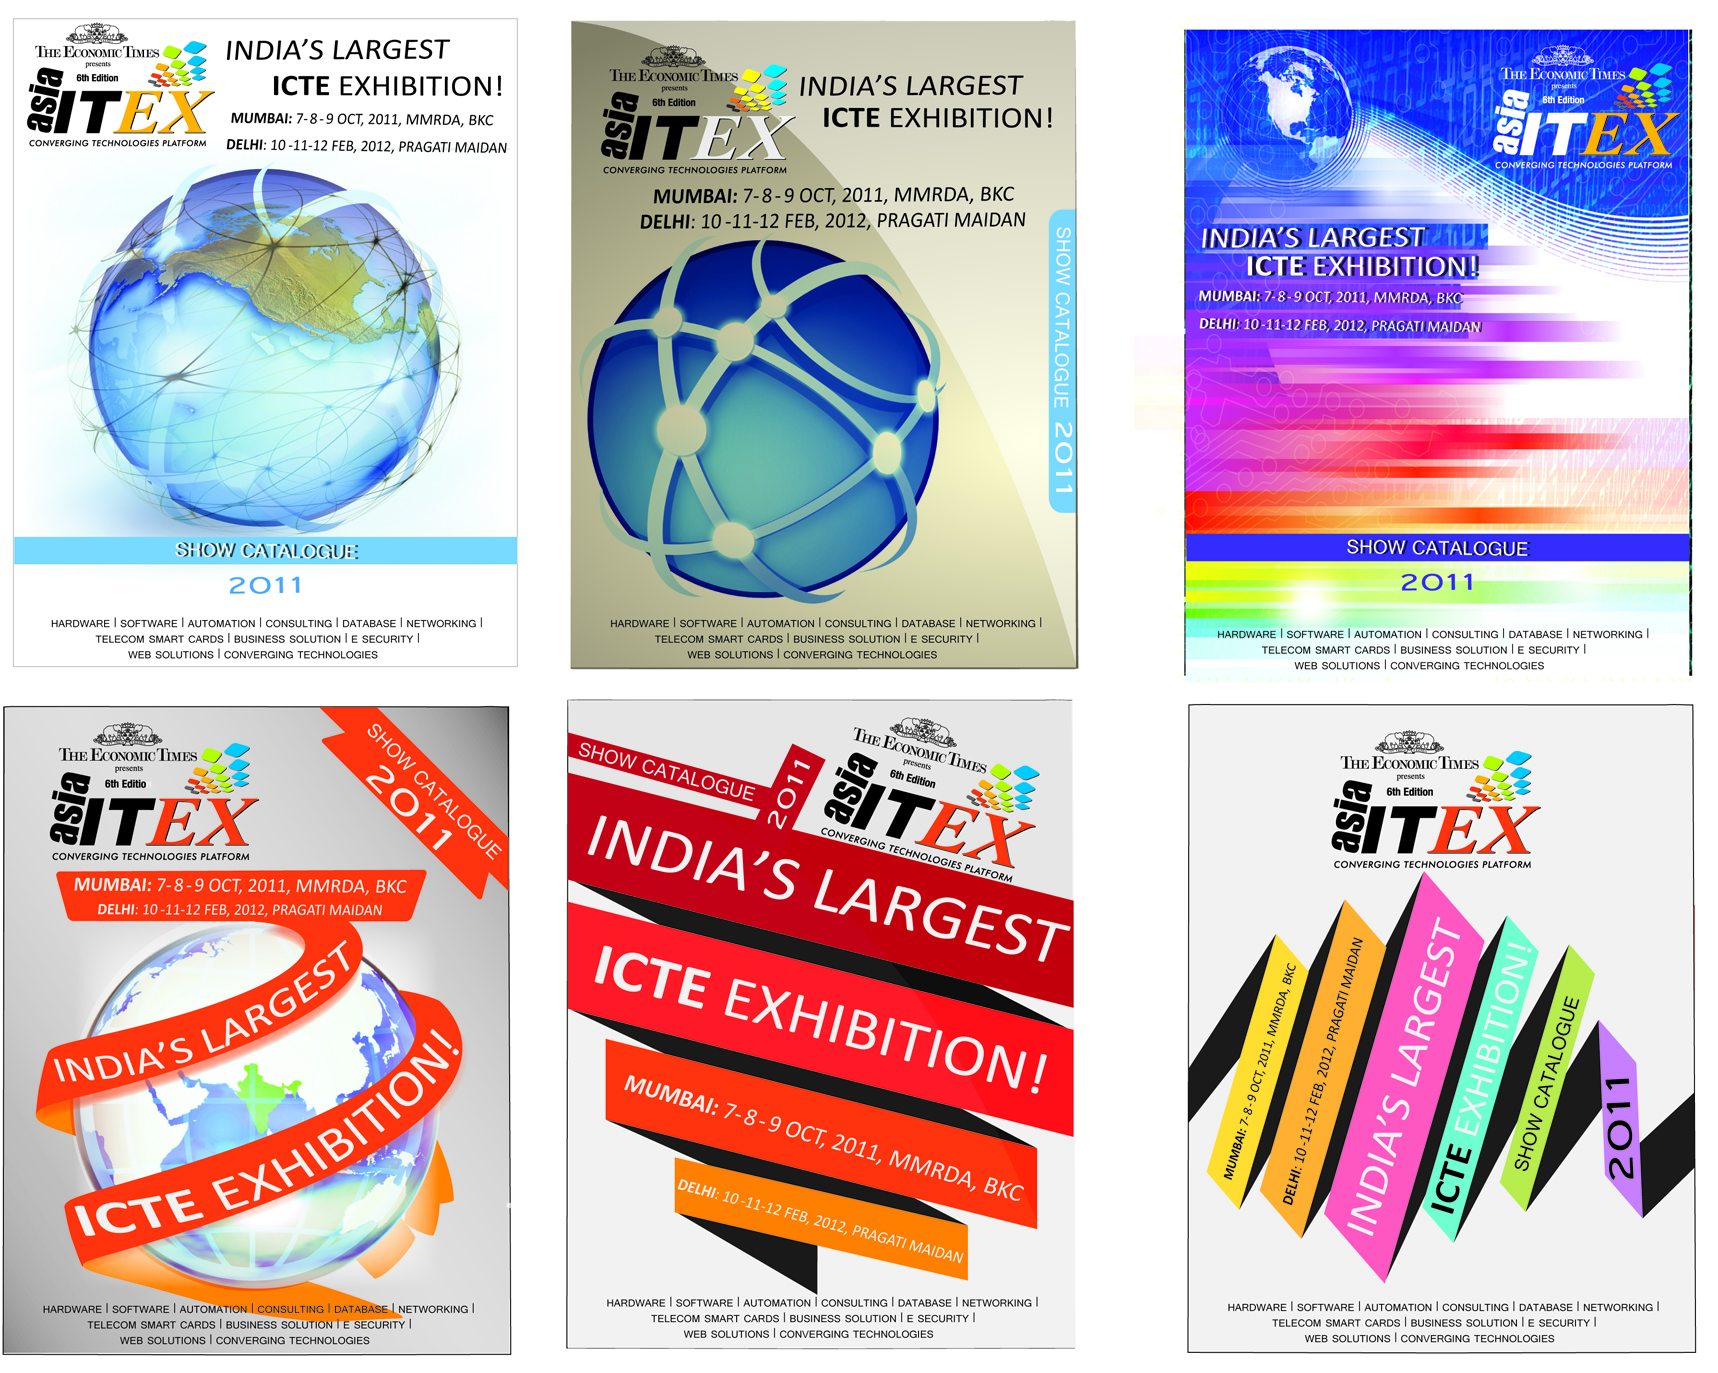 THE ECONOMIC TIMES
presents
6th Edition
asia ITEX
CONVERGING TECHNOLOGIES PLATFORM
INDIA'S LARGEST
ICTE EXHIBITION!
MUMBAI: 7-8-9 OCT, 2011, MMRDA, BKC
DELHI: 10-11-12 FEB, 2012, PRAGATI MAIDAN
SHOW CATALOGUE
2011
HARDWARE | SOFTWARE | AUTOMATION | CONSULTING | DATABASE | NETWORKING |
TELECOM SMART CARDS | BUSINESS SOLUTION | E SECURITY |
WEB SOLUTIONS | CONVERGING TECHNOLOGIES
THE ECONOMIC TIMES
presents
6th Edition
asia ITEX
CONVERGING TECHNOLOGIES PLATFORM
INDIA'S LARGEST
ICTE EXHIBITION!
MUMBAI: 7-8-9 OCT, 2011, MMRDA, BKC
DELHI: 10-11-12 FEB, 2012, PRAGATI MAIDAN
SHOW CATALOGUE 2011
HARDWARE | SOFTWARE | AUTOMATION | CONSULTING | DATABASE | NETWORKING |
TELECOM SMART CARDS | BUSINESS SOLUTION | E SECURITY |
WEB SOLUTIONS | CONVERGING TECHNOLOGIES
THE ECONOMIC TIMES
presents
6th Edition
asia ITEX
CONVERGING TECHNOLOGIES PLATFORM
INDIA'S LARGEST
ICTE EXHIBITION!
MUMBAI: 7-8-9 OCT, 2011, MMRDA, BKC
DELHI: 10-11-12 FEB, 2012, PRAGATI MAIDAN
SHOW CATALOGUE
2011
HARDWARE | SOFTWARE | AUTOMATION | CONSULTING | DATABASE | NETWORKING |
TELECOM SMART CARDS | BUSINESS SOLUTION | E SECURITY |
WEB SOLUTIONS | CONVERGING TECHNOLOGIES
THE ECONOMIC TIMES
presents
6th Editio
asia ITEX
CONVERGING TECHNOLOGIES PLATFORM
SHOW CATALOGUE
2011
MUMBAI: 7-8-9 OCT, 2011, MMRDA, BKC
DELHI: 10-11-12 FEB, 2012, PRAGATI MAIDAN
INDIA'S LARGEST
ICTE EXHIBITION!
HARDWARE | SOFTWARE | AUTOMATION | CONSULTING | DATABASE | NETWORKING |
TELECOM SMART CARDS | BUSINESS SOLUTION | E SECURITY |
WEB SOLUTIONS | CONVERGING TECHNOLOGIES
SHOW CATALOGUE
2011
THE ECONOMIC TIMES
presents
6th Edition
asia ITEX
CONVERGING TECHNOLOGIES PLATFORM
INDIA'S LARGEST
ICTE EXHIBITION!
MUMBAI: 7-8-9 OCT, 2011, MMRDA, BKC
DELHI: 10-11-12 FEB, 2012, PRAGATI MAIDAN
HARDWARE | SOFTWARE | AUTOMATION | CONSULTING | DATABASE | NETWORKING |
TELECOM SMART CARDS | BUSINESS SOLUTION | E SECURITY |
WEB SOLUTIONS | CONVERGING TECHNOLOGIES
THE ECONOMIC TIMES
presents
6th Edition
asia ITEX
CONVERGING TECHNOLOGIES PLATFORM
MUMBAI: 7-8-9 OCT, 2011, MMRDA, BKC
DELHI: 10-11-12 FEB, 2012, PRAGATI MAIDAN
INDIA'S LARGEST
ICTE EXHIBITION!
SHOW CATALOGUE
2011
HARDWARE | SOFTWARE | AUTOMATION | CONSULTING | DATABASE | NETWORKING |
TELECOM SMART CARDS | BUSINESS SOLUTION | E SECURITY |
WEB SOLUTIONS | CONVERGING TECHNOLOGIES